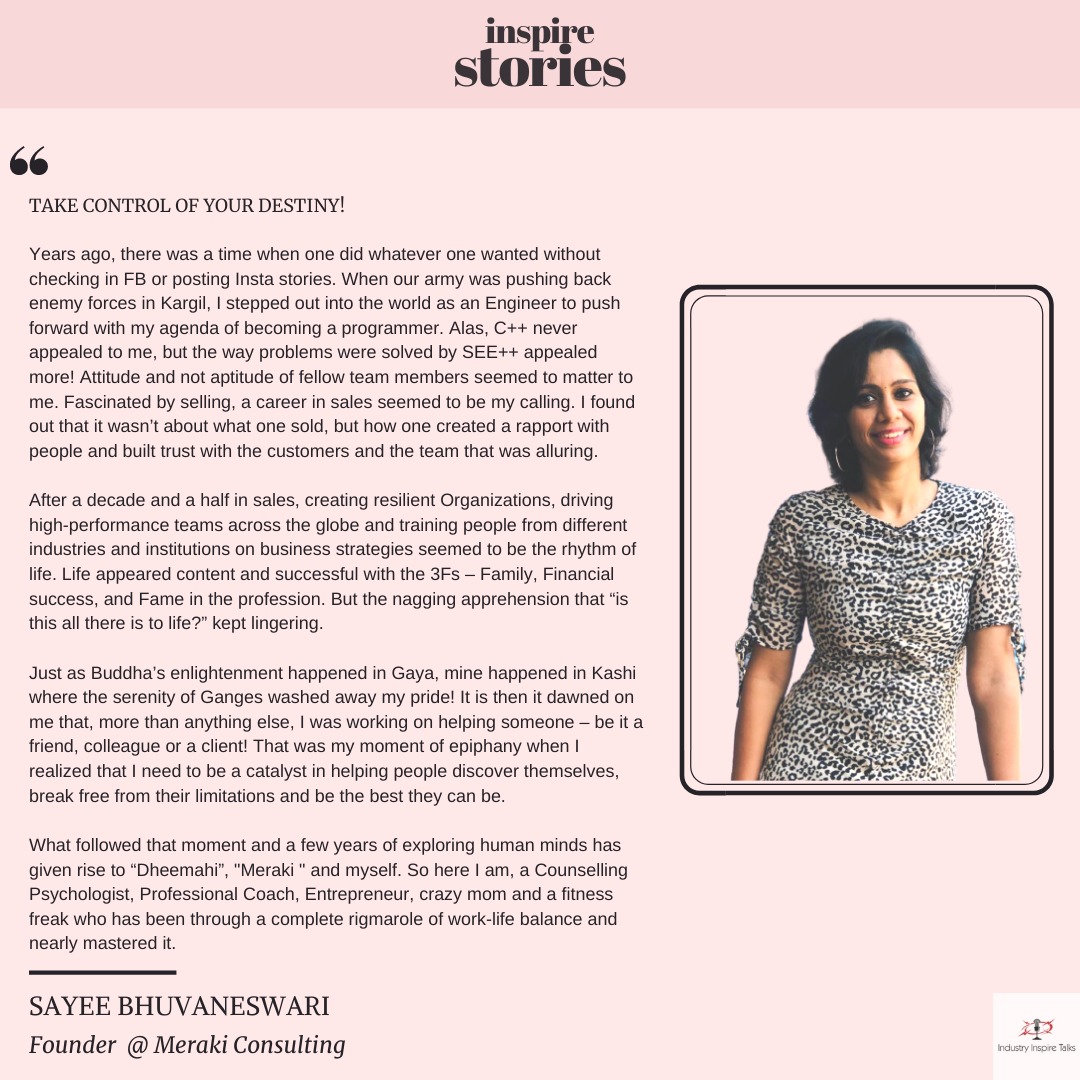 inspire
stories
“
TAKE CONTROL OF YOUR DESTINY!
Years ago, there was a time when one did whatever one wanted without
checking in FB or posting Insta stories. When our army was pushing back
enemy forces in Kargil, I stepped out into the world as an Engineer to push
forward with my agenda of becoming a programmer. Alas, C++ never
appealed to me, but the way problems were solved by SEE++ appealed
more! Attitude and not aptitude of fellow team members seemed to matter to
me. Fascinated by selling, a career in sales seemed to be my calling. I found
out that it wasn’t about what one sold, but how one created a rapport with
people and built trust with the customers and the team that was alluring.
After a decade and a half in sales, creating resilient Organizations, driving
high-performance teams across the globe and training people from different
industries and institutions on business strategies seemed to be the rhythm of
life. Life appeared content and successful with the 3Fs – Family, Financial
success, and Fame in the profession. But the nagging apprehension that “is
this all there is to life?” kept lingering.
Just as Buddha’s enlightenment happened in Gaya, mine happened in Kashi
where the serenity of Ganges washed away my pride! It is then it dawned on
me that, more than anything else, I was working on helping someone – be it a
friend, colleague or a client! That was my moment of epiphany when I
realized that I need to be a catalyst in helping people discover themselves,
break free from their limitations and be the best they can be.
What followed that moment and a few years of exploring human minds has
given rise to “Dheemahi”, "Meraki " and myself. So here I am, a Counselling
Psychologist, Professional Coach, Entrepreneur, crazy mom and a fitness
freak who has been through a complete rigmarole of work-life balance and
nearly mastered it.
SAYEE BHUVANESWARI
Founder @ Meraki Consulting
Industry Inspire Talks